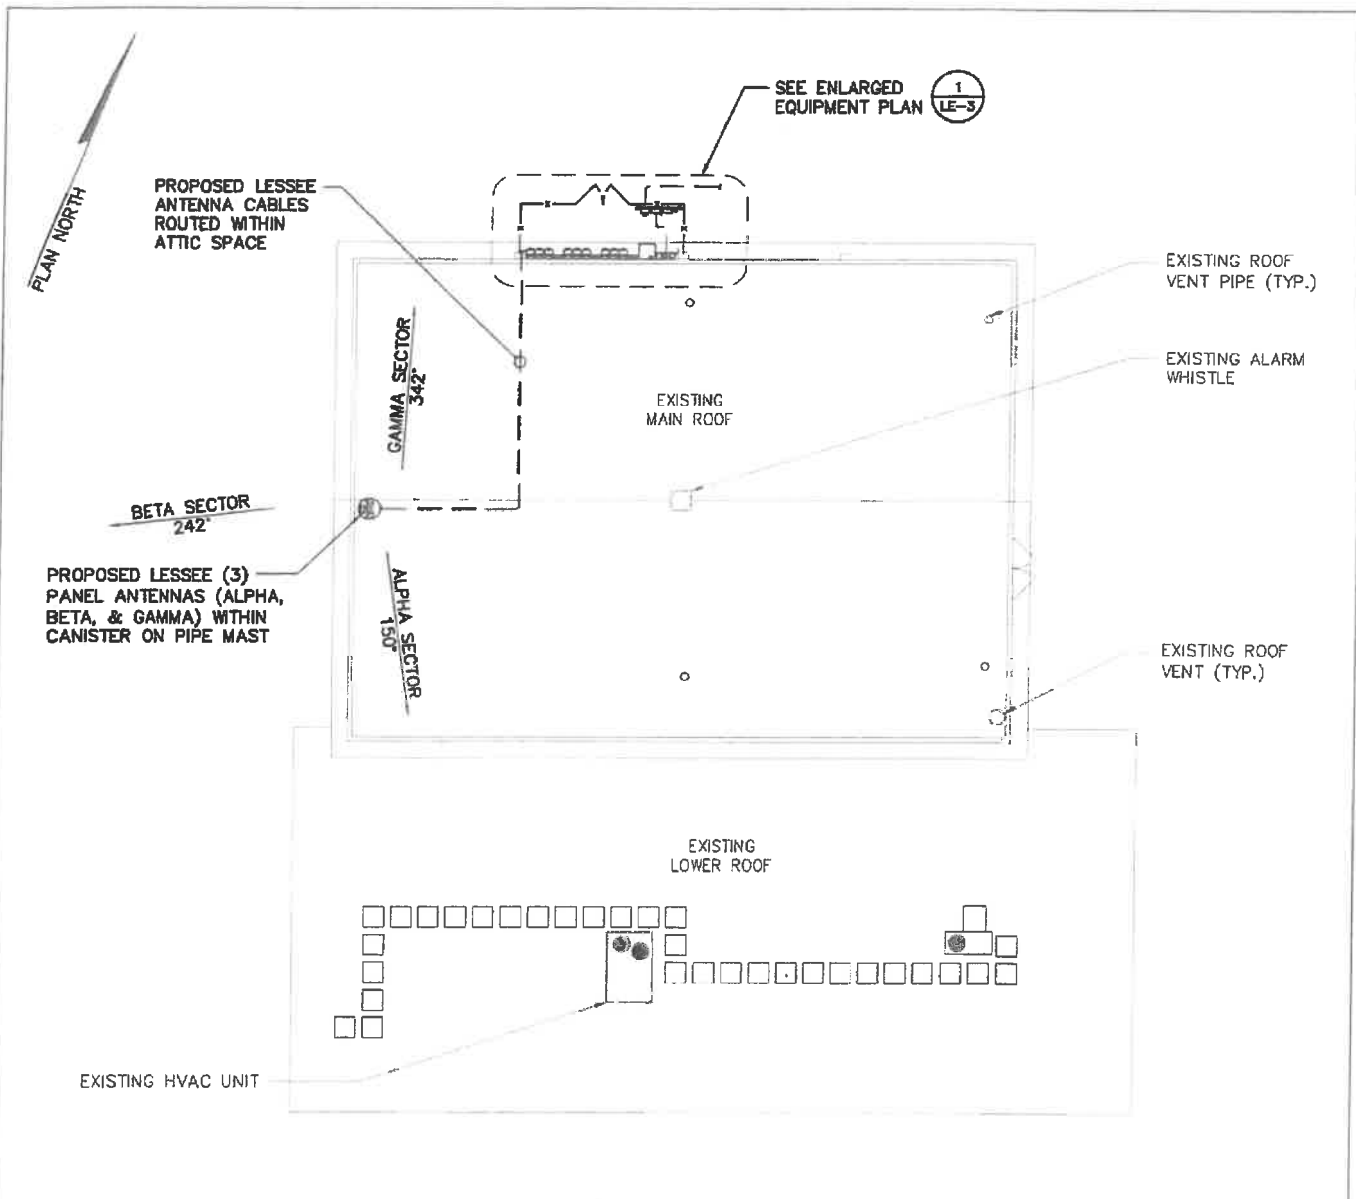 SEE ENLARGED
EQUIPMENT PLAN
1
LE-3
PLAN NORTH
PROPOSED LESSEE
ANTENNA CABLES
ROUTED WITHIN
ATTIC SPACE
EXISTING ROOF
VENT PIPE (TYP.)
GAMMA SECTOR
342°
EXISTING ALARM
WHISTLE
EXISTING
MAIN ROOF
BETA SECTOR
242°
PROPOSED LESSEE (3)
PANEL ANTENNAS (ALPHA,
BETA, & GAMMA) WITHIN
CANISTER ON PIPE MAST
ALPHA SECTOR
150°
EXISTING ROOF
VENT (TYP.)
EXISTING
LOWER ROOF
EXISTING HVAC UNIT